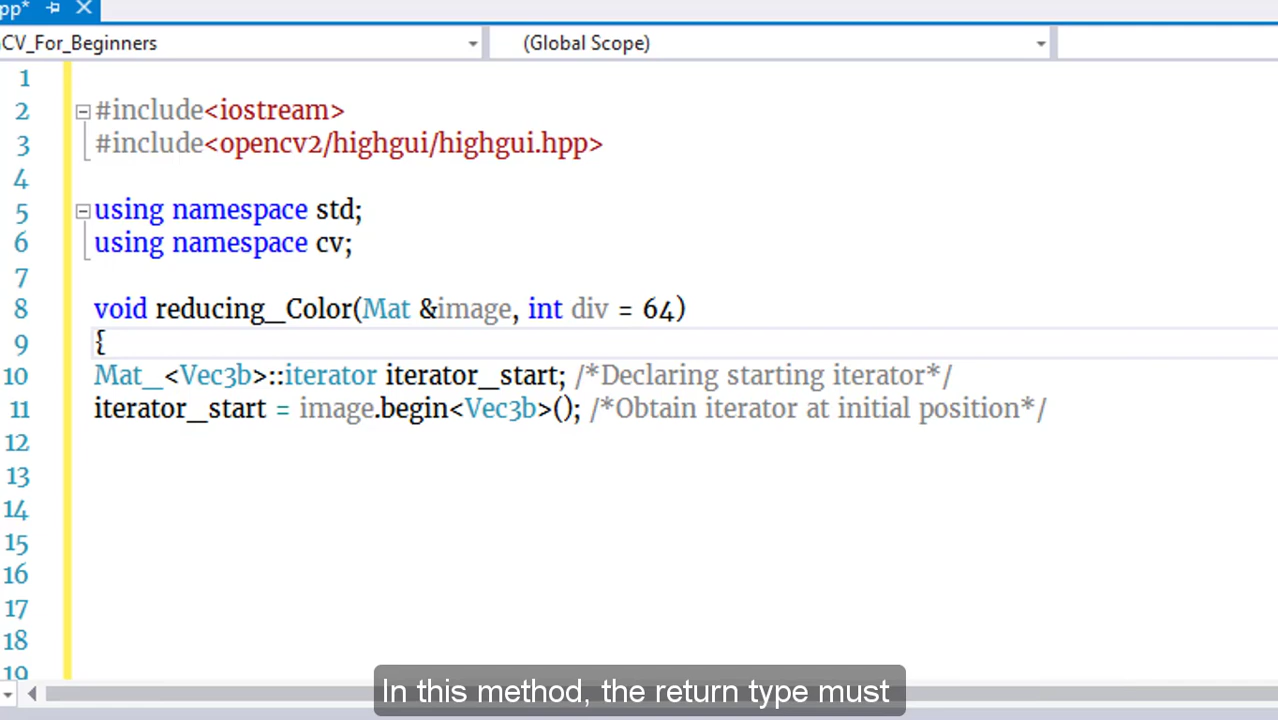 pp*
CV_For_Beginners (Global Scope)
1
2 #include<iostream>
3 #include<opencv2/highgui/highgui.hpp>
4
5 using namespace std;
6 using namespace cv;
7
8 void reducing_Color(Mat &image, int div = 64)
9 {
10 Mat_<Vec3b>::iterator iterator_start; /*Declaring starting iterator*/
11 iterator_start = image.begin<Vec3b>(); /*Obtain iterator at initial position*/
12
13
14
15
16
17
18
19
In this method, the return type must